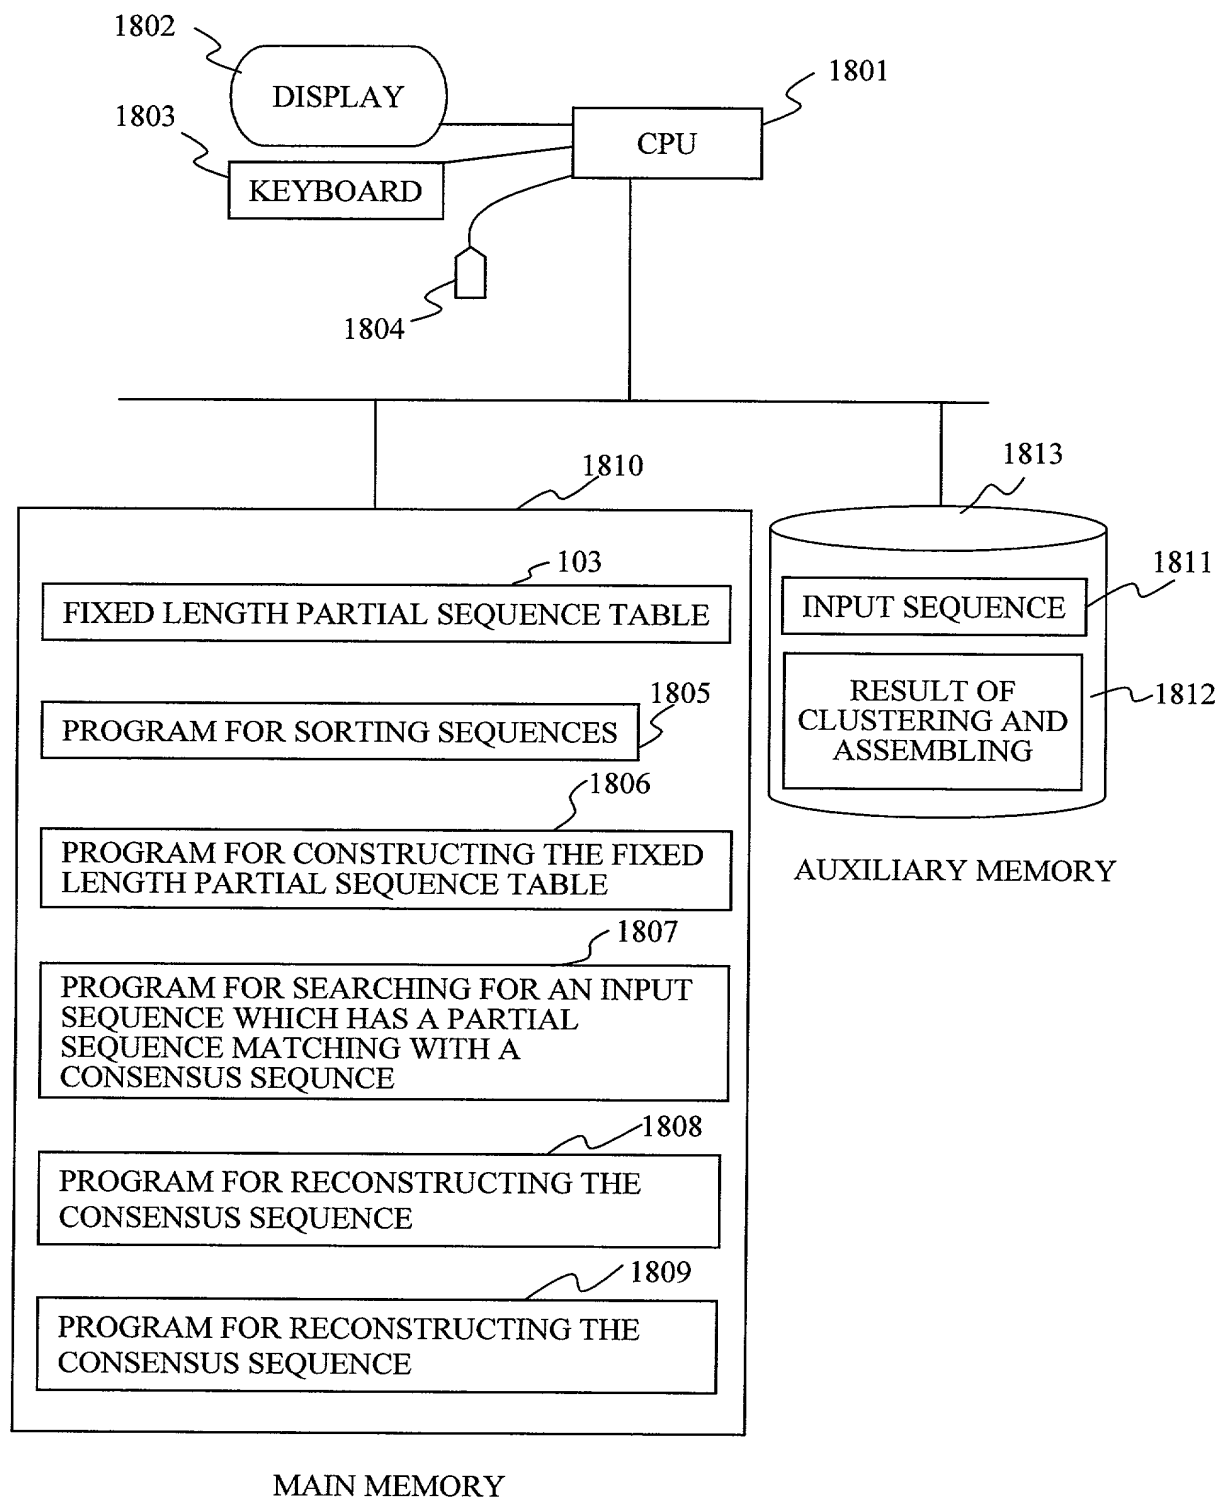 1802
DISPLAY
1801
CPU
1803
KEYBOARD
1804
1810
1813
103
FIXED LENGTH PARTIAL SEQUENCE TABLE
1811
INPUT SEQUENCE
1805
PROGRAM FOR SORTING SEQUENCES
1812
RESULT OF
CLUSTERING AND
ASSEMBLING
1806
PROGRAM FOR CONSTRUCTING THE FIXED
LENGTH PARTIAL SEQUENCE TABLE
AUXILIARY MEMORY
1807
PROGRAM FOR SEARCHING FOR AN INPUT
SEQUENCE WHICH HAS A PARTIAL
SEQUENCE MATCHING WITH A
CONSENSUS SEQUNCE
1808
PROGRAM FOR RECONSTRUCTING THE
CONSENSUS SEQUENCE
1809
PROGRAM FOR RECONSTRUCTING THE
CONSENSUS SEQUENCE
MAIN MEMORY